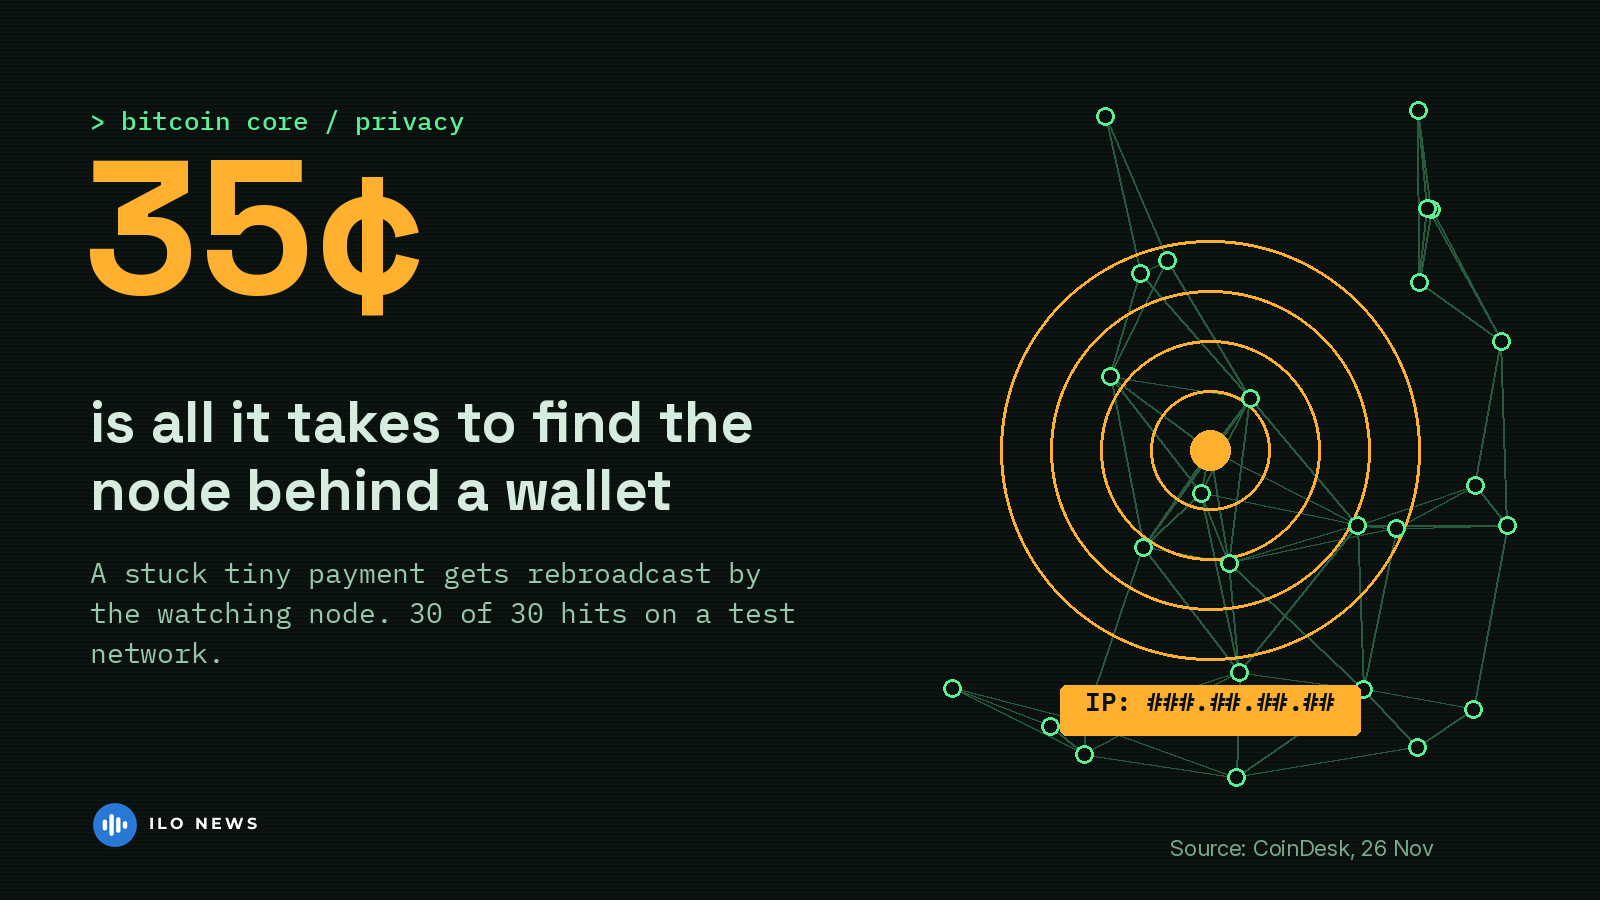 > bitcoin core / privacy
35¢
is all it takes to find the
node behind a wallet
A stuck tiny payment gets rebroadcast by
the watching node. 30 of 30 hits on a test
network.
IP: ###.##.##.##
ILO NEWS
Source: CoinDesk, 26 Nov